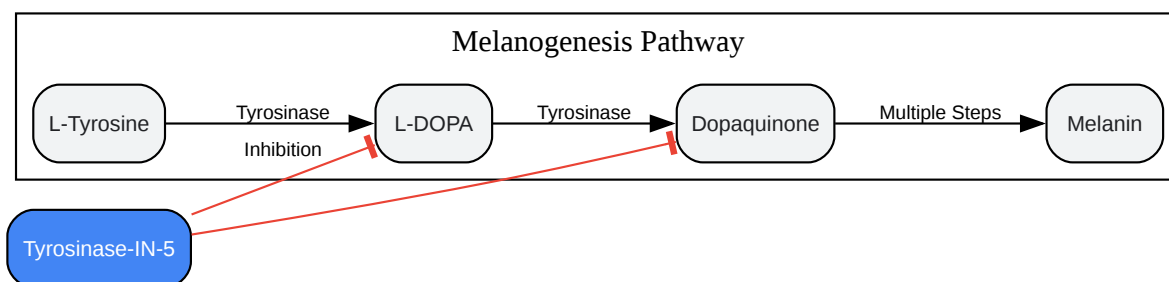 Melanogenesis Pathway
L-Tyrosine
Tyrosinase
L-DOPA
Tyrosinase
Dopaquinone
Multiple Steps
Melanin
Inhibition
Tyrosinase-IN-5